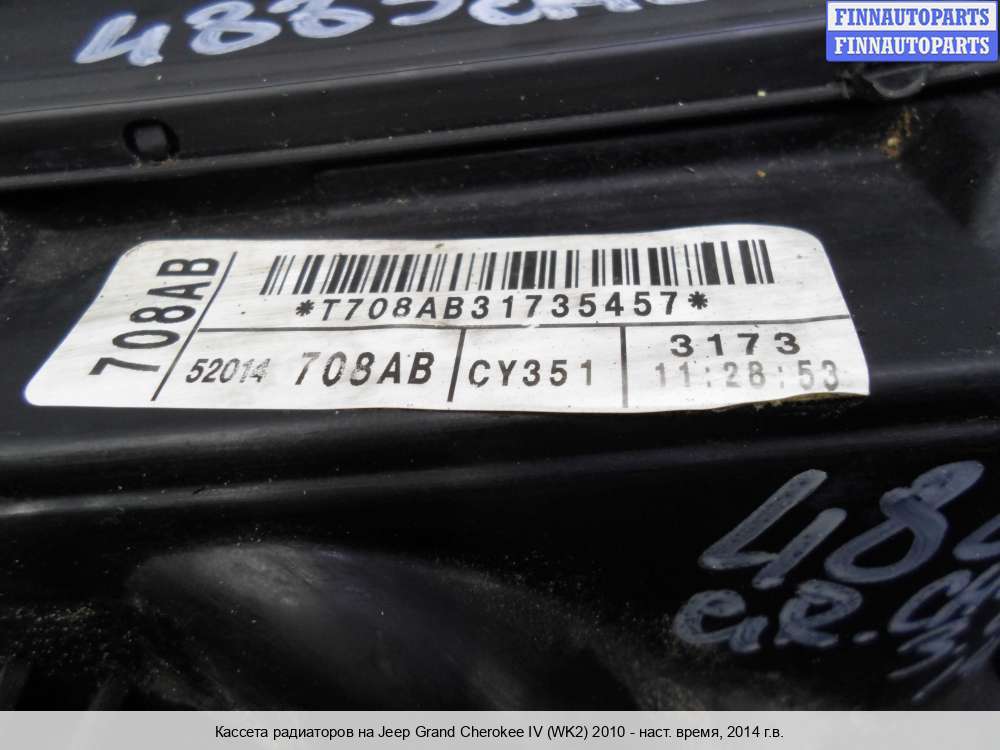 FINNAUTOPARTS
FINNAUTOPARTS
708AB
*T708AB31735457*
52014 708AB CY351 3173
11:28:53
G.R.
Кассета радиаторов на Jeep Grand Cherokee IV (WK2) 2010 - наст. время, 2014 г.в.